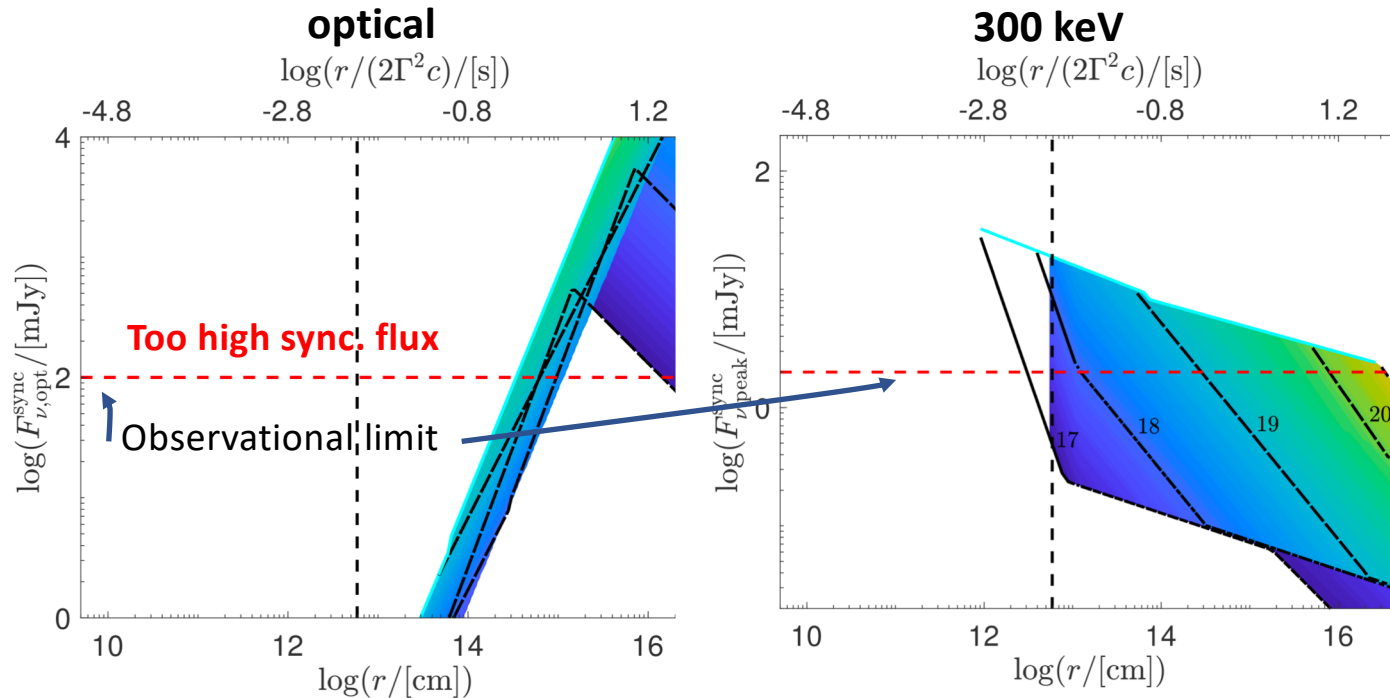 optical
log(r/(2Γ²c)/[s])
-4.8 -2.8 -0.8 1.2
4
2
0
log(F^sync_ν,opt/[mJy])
Too high sync. flux
Observational limit
10 12 14 16
log(r/[cm])
300 keV
log(r/(2Γ²c)/[s])
-4.8 -2.8 -0.8 1.2
2
0
log(F^sync_ν,peak/[mJy])
17 18 19 20
10 12 14 16
log(r/[cm])